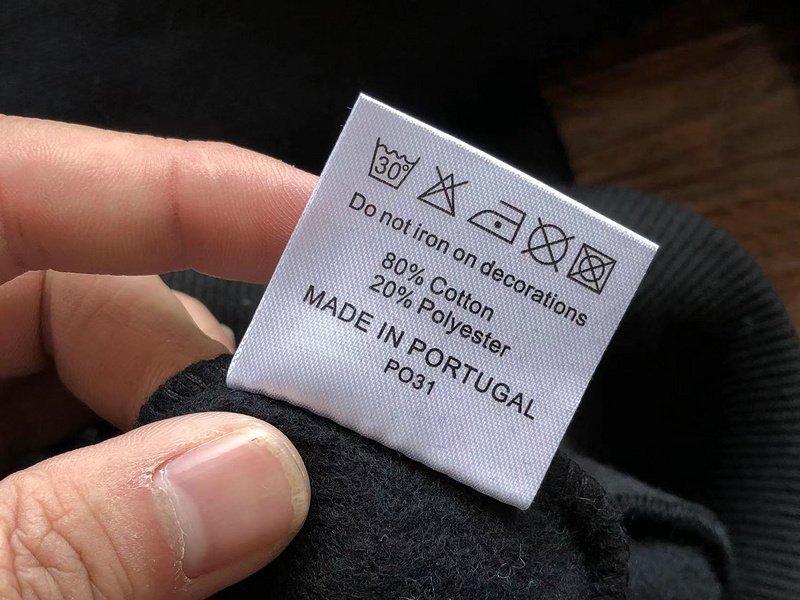 30°
Do not iron on decorations
80% Cotton
20% Polyester
MADE IN PORTUGAL
PO31